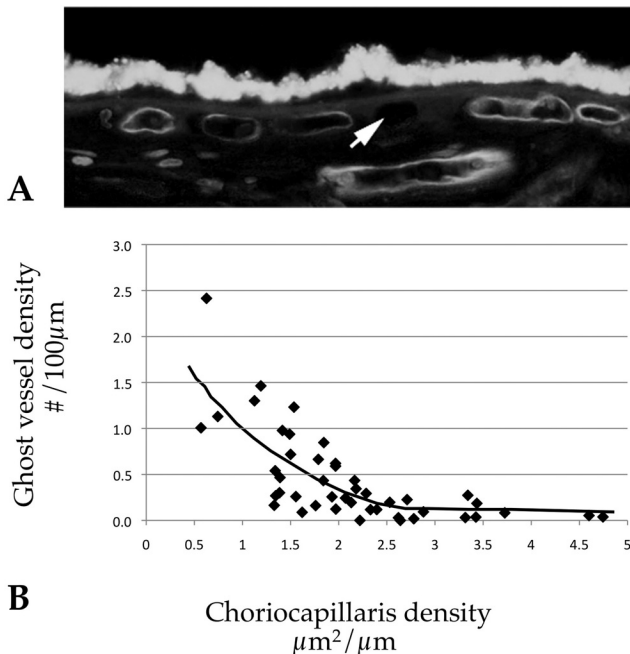 A
3.0
2.5
2.0
1.5
1.0
0.5
0.0
Ghost vessel density
# / 100µm
0 0.5 1 1.5 2 2.5 3 3.5 4 4.5 5
B
Choriocapillaris density
µm²/µm